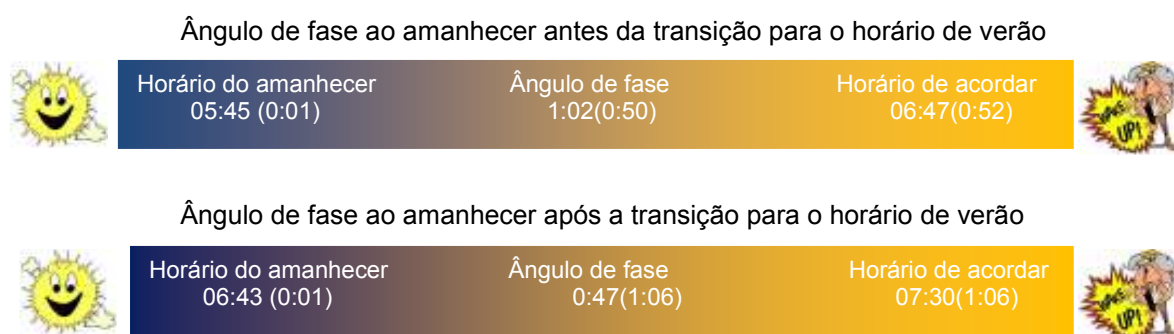 Ângulo de fase ao amanhecer antes da transição para o horário de verão
Horário do amanhecer Ângulo de fase Horário de acordar
05:45 (0:01) 1:02(0:50) 06:47(0:52)
UP!
Ângulo de fase ao amanhecer após a transição para o horário de verão
Horário do amanhecer Ângulo de fase Horário de acordar
06:43 (0:01) 0:47(1:06) 07:30(1:06)
UP!